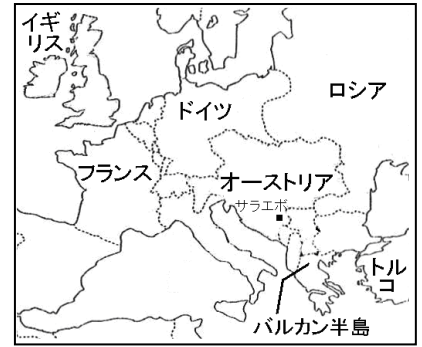 イギ
リス
ドイツ
ロシア
フランス
オーストリア
サラエボ
トル
コ
バルカン半島